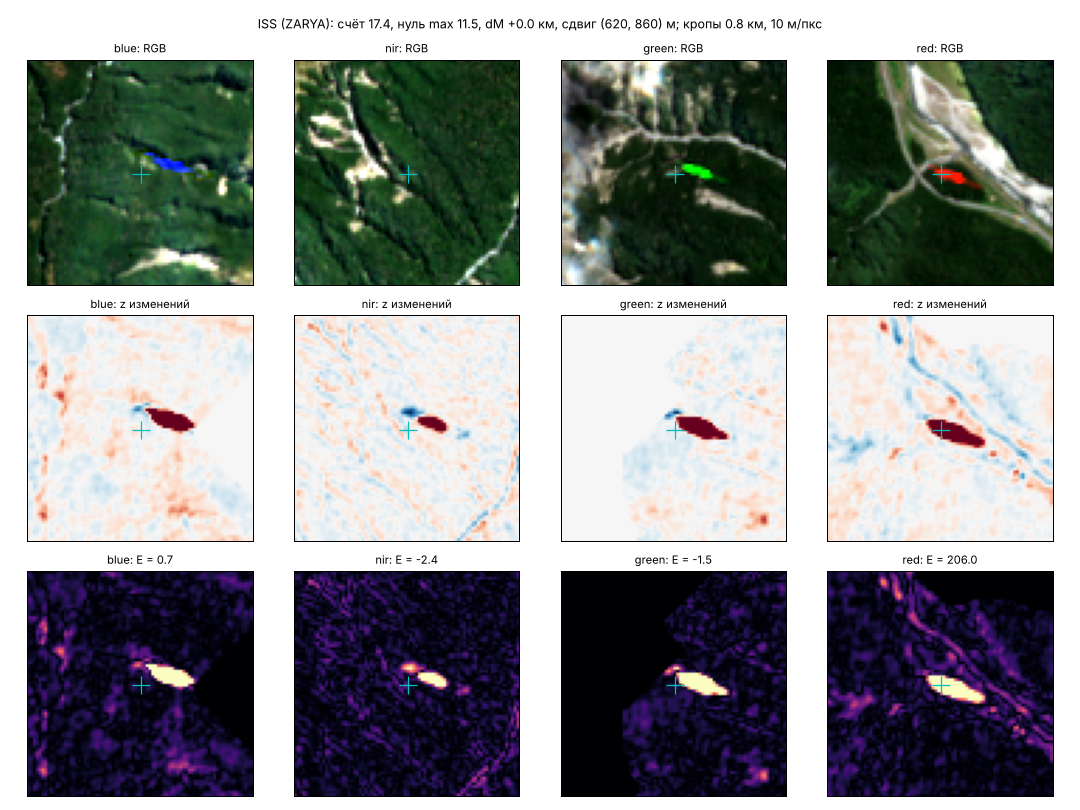 ISS (ZARYA): счёт 17.4, нуль max 11.5, dM +0.0 км, сдвиг (620, 860) м; кропы 0.8 км, 10 м/пкс
blue: RGB
nir: RGB
green: RGB
red: RGB
blue: z изменений
nir: z изменений
green: z изменений
red: z изменений
blue: E = 0.7
nir: E = -2.4
green: E = -1.5
red: E = 206.0